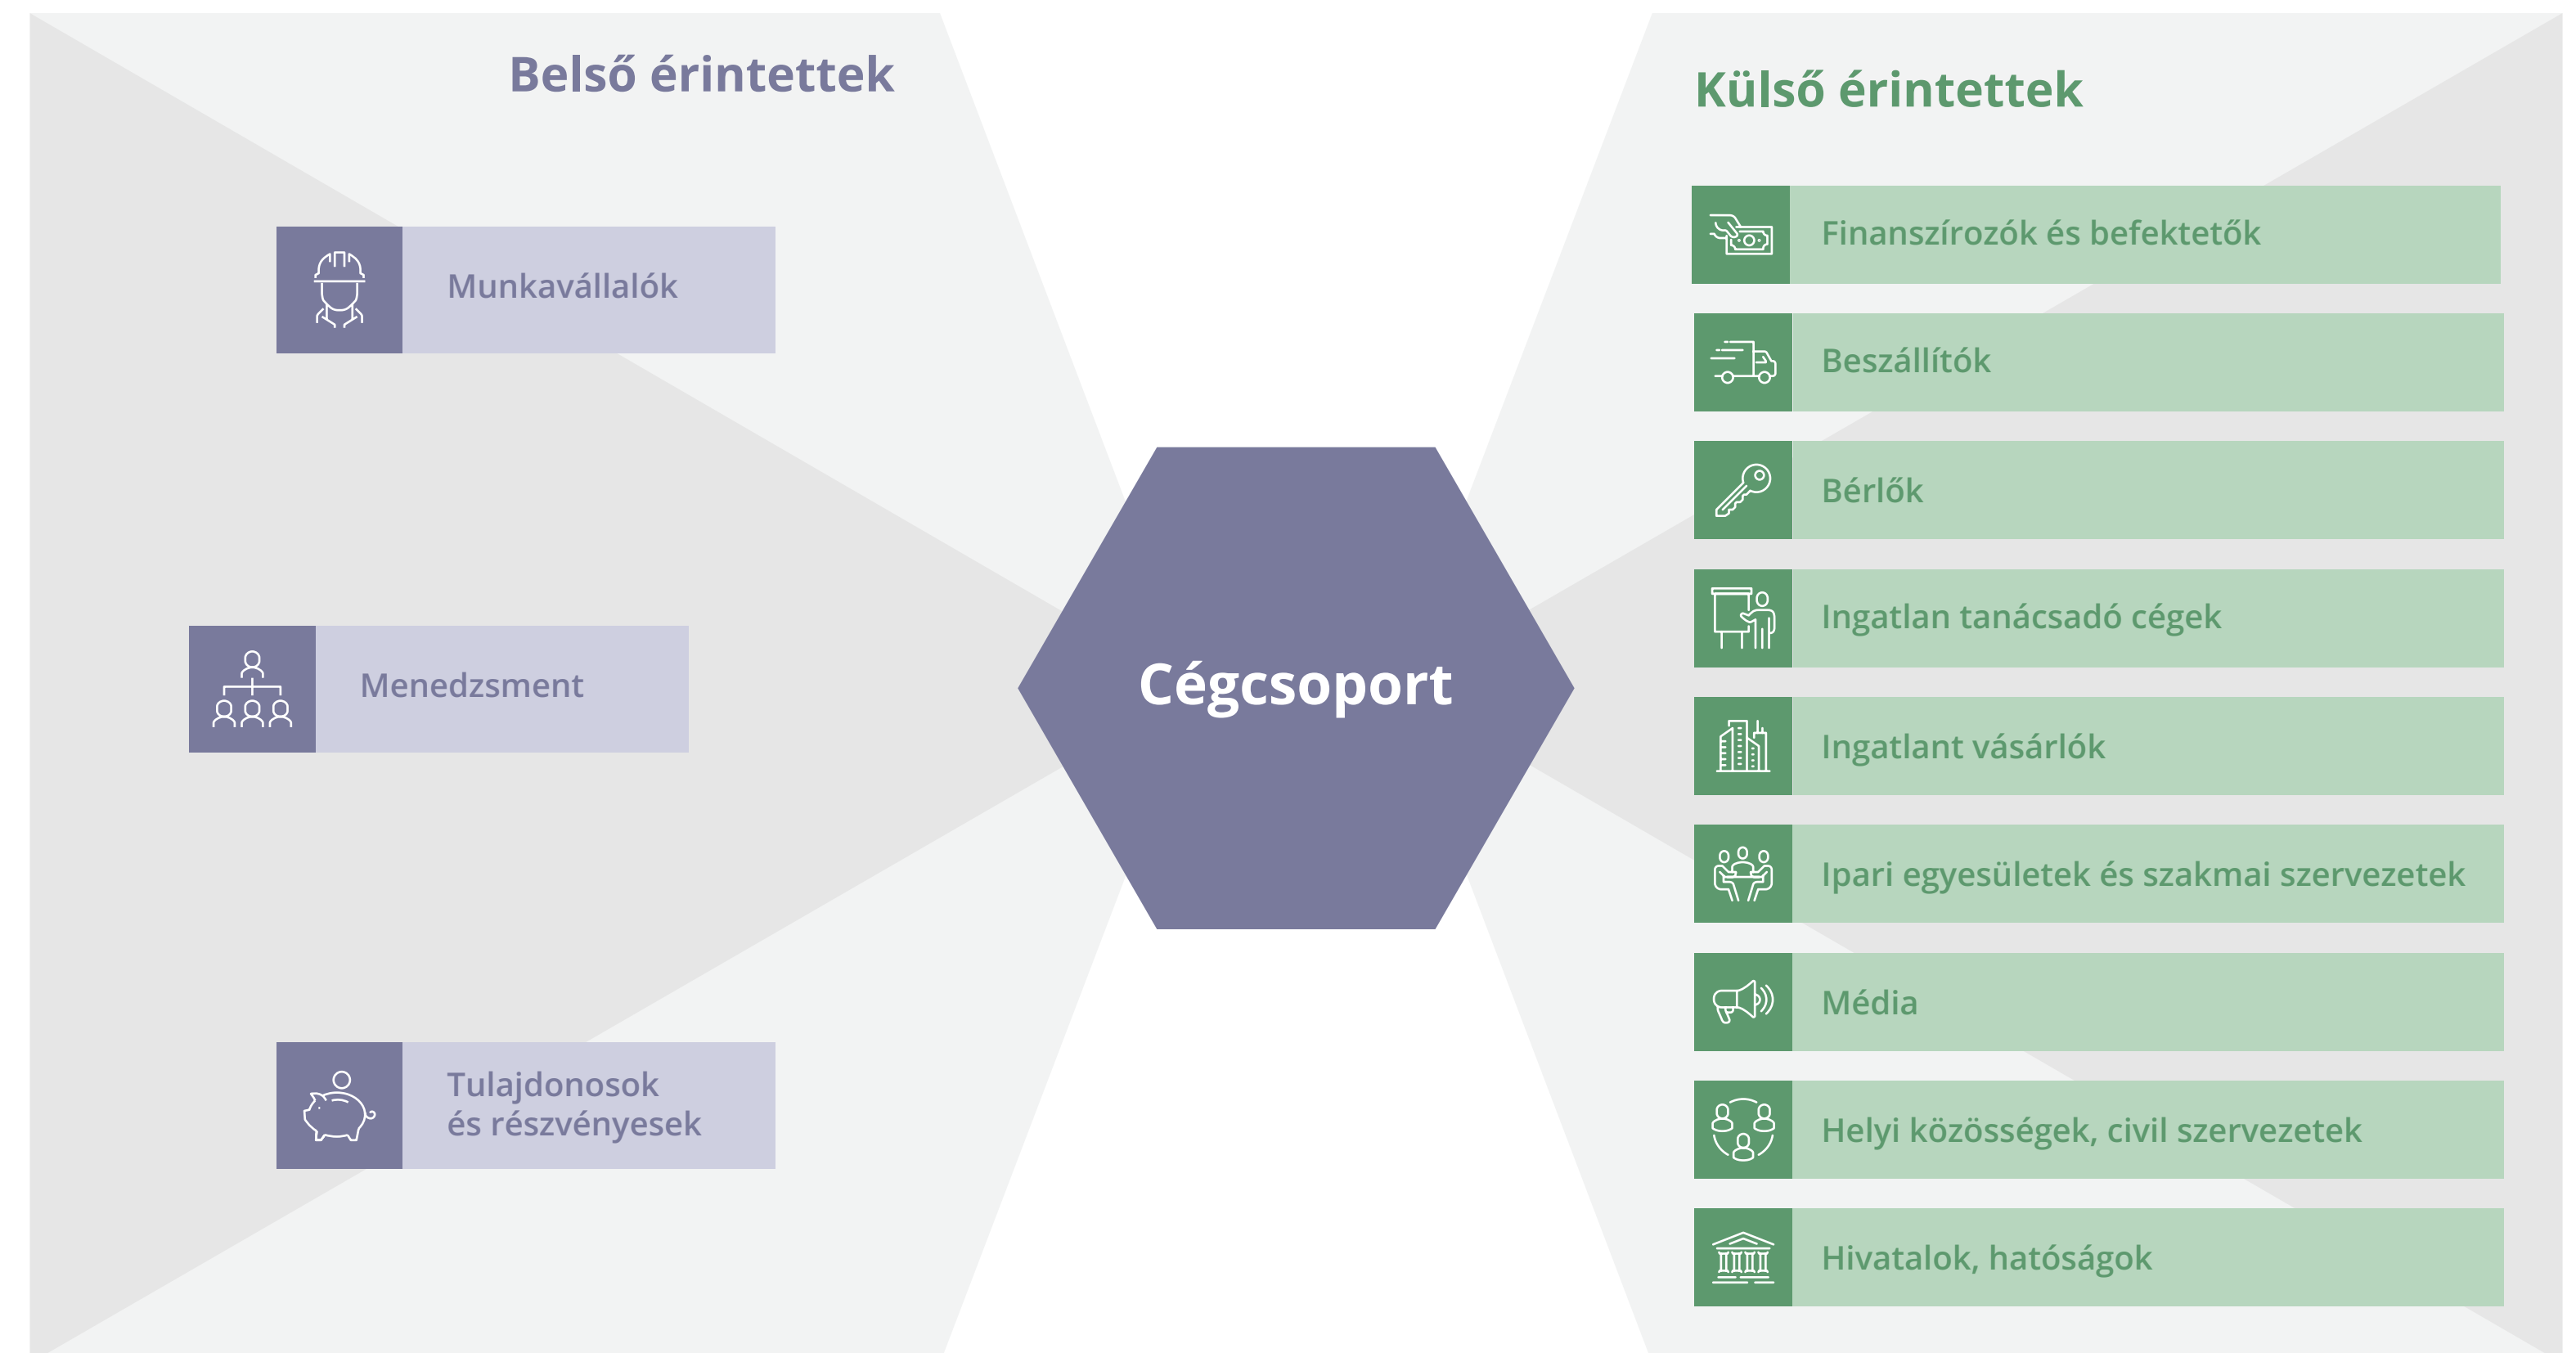 Belső érintettek
Munkavállalók
Menedzsment
Tulajdonosok
és részvényesek
Cégcsoport
Külső érintettek
Finanszírozók és befektetők
Beszállítók
Bérlők
Ingatlan tanácsadó cégek
Ingatlant vásárlók
Ipari egyesületek és szakmai szervezetek
Média
Helyi közösségek, civil szervezetek
Hivatalok, hatóságok